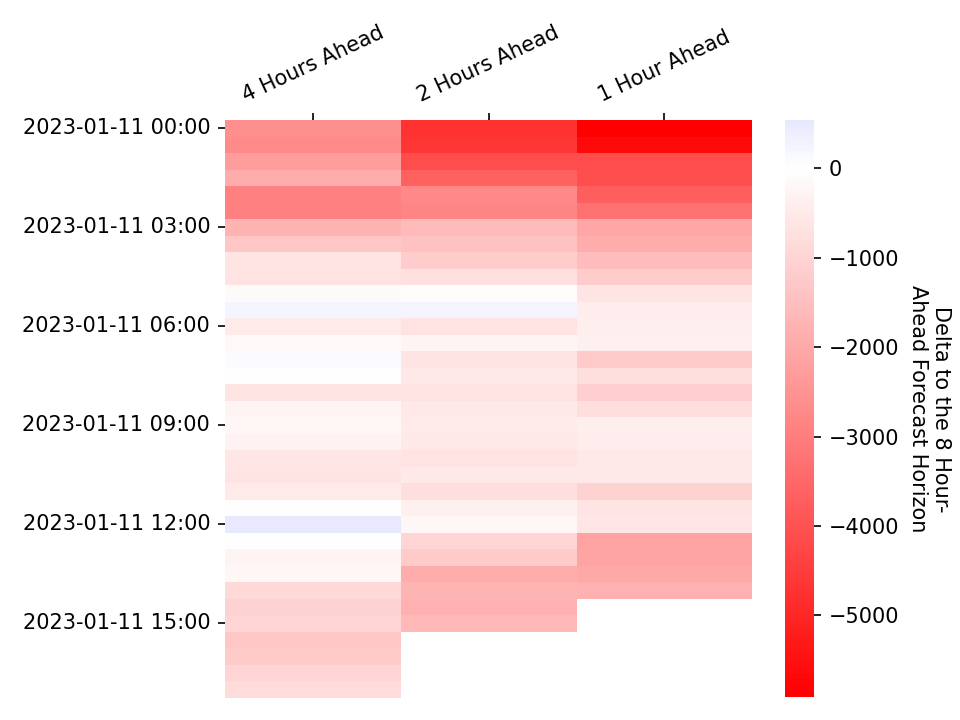 4 Hours Ahead
2 Hours Ahead
1 Hour Ahead
2023-01-11 00:00
2023-01-11 03:00
2023-01-11 06:00
2023-01-11 09:00
2023-01-11 12:00
2023-01-11 15:00
0
−1000
−2000
−3000
−4000
−5000
Delta to the 8 Hour-
Ahead Forecast Horizon